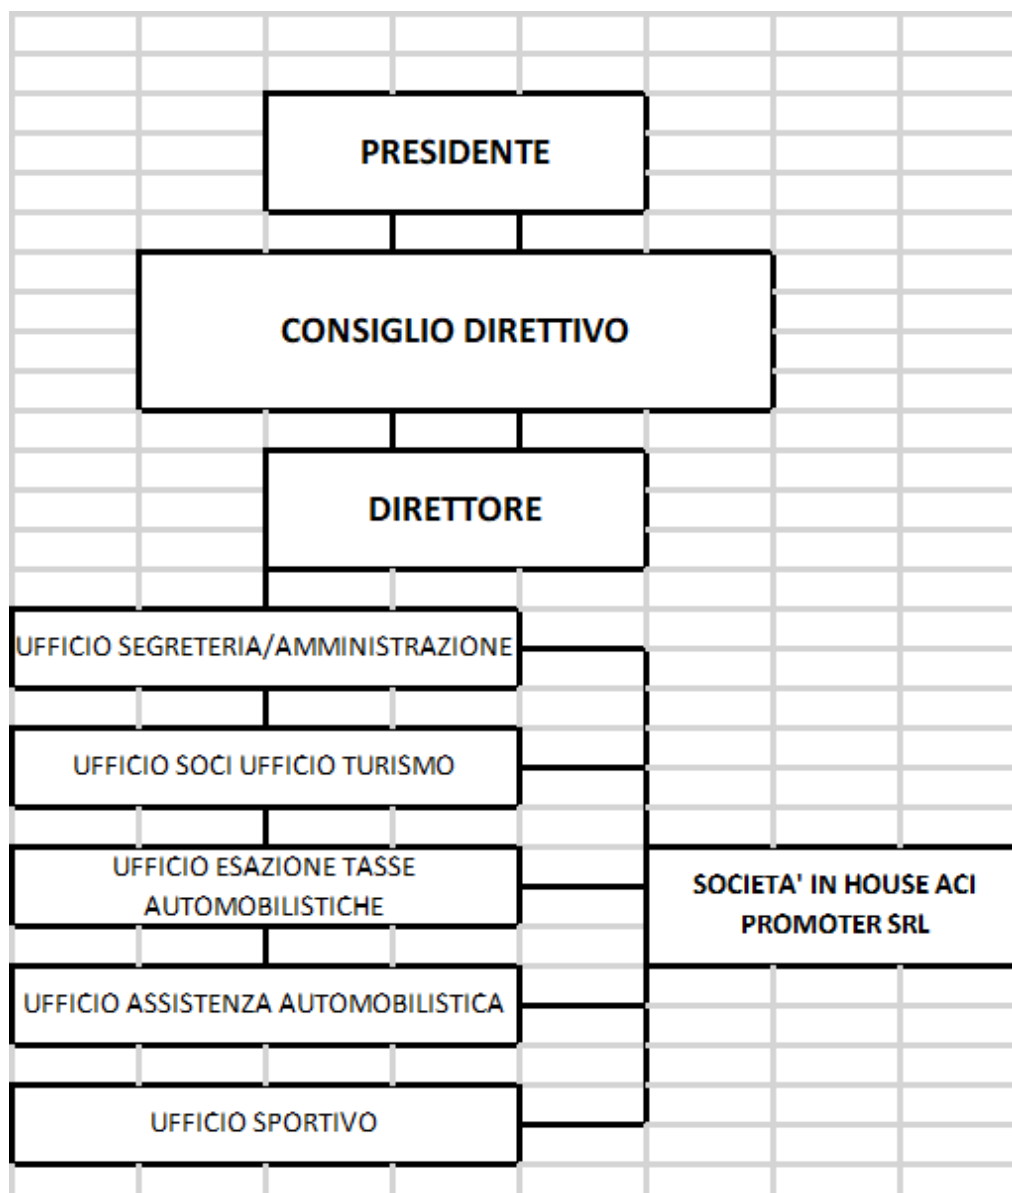 PRESIDENTE
CONSIGLIO DIRETTIVO
DIRETTORE
UFFICIO SEGRETERIA/AMMINISTRAZIONE
UFFICIO SOCI UFFICIO TURISMO
UFFICIO ESAZIONE TASSE
AUTOMOBILISTICHE
SOCIETA' IN HOUSE ACI
PROMOTER SRL
UFFICIO ASSISTENZA AUTOMOBILISTICA
UFFICIO SPORTIVO